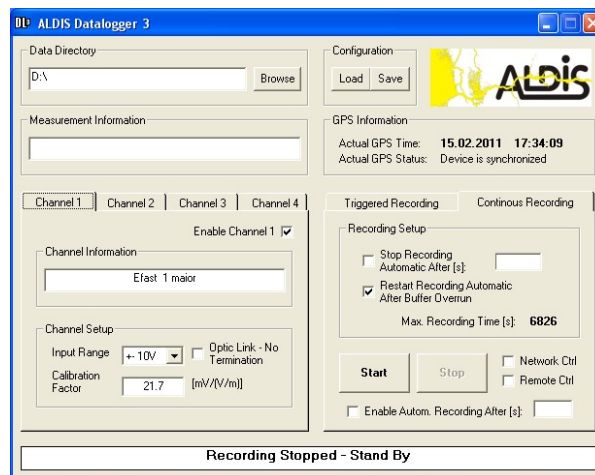 DL ALDIS Datalogger 3
Data Directory
D:\
Browse
Configuration
Load Save
ALDIS
Measurement Information
GPS Information
Actual GPS Time: 15.02.2011 17:34:09
Actual GPS Status: Device is synchronized
Channel 1 Channel 2 Channel 3 Channel 4
Enable Channel 1
Channel Information
Efast 1 maior
Channel Setup
Input Range +- 10V Optic Link - No
Termination
Calibration
Factor 21.7 [mV/(V/m)]
Triggered Recording Continous Recording
Recording Setup
Stop Recording
Automatic After [s]:
Restart Recording Automatic
After Buffer Overrun
Max. Recording Time [s]: 6826
Start Stop
Network Ctrl
Remote Ctrl
Enable Autom. Recording After [s]:
Recording Stopped - Stand By